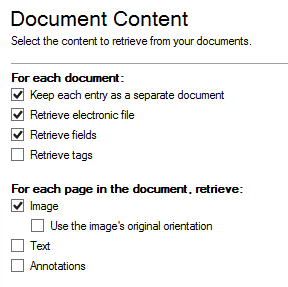 Document Content
Select the content to retrieve from your documents.
For each document:
Keep each entry as a separate document
Retrieve electronic file
Retrieve fields
Retrieve tags
For each page in the document, retrieve:
Image
Use the image's original orientation
Text
Annotations